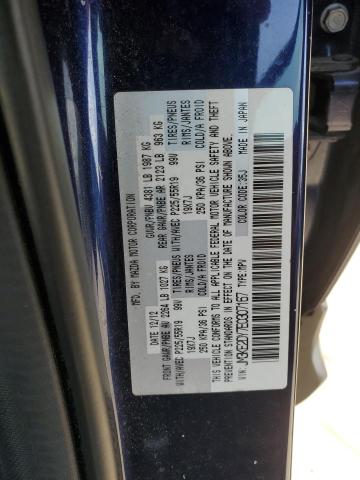 MFD. BY MAZDA MOTOR CORPORATION
DATE 12/12 GVWR/PNBV 4381 LB 1987 KG
FRONT GAWR/PNBE AV 2264 LB 1027 KG REAR GAWR/PNBE AR 2123 LB 963 KG
TIRES/PNEUS WITH/AVEC P225/55R19 99V TIRES/PNEUS WITH/AVEC P225/55R19 99V
RIMS/JANTES 19X7J RIMS/JANTES 19X7J
COLD/A FROID 250 KPA/36 PSI COLD/A FROID 250 KPA/36 PSI
THIS VEHICLE CONFORMS TO ALL APPLICABLE FEDERAL MOTOR VEHICLE SAFETY AND THEFT
PREVENTION STANDARDS IN EFFECT ON THE DATE OF MANUFACTURE SHOWN ABOVE.
TYPE:MPV COLOR CODE:35J MADE IN JAPAN